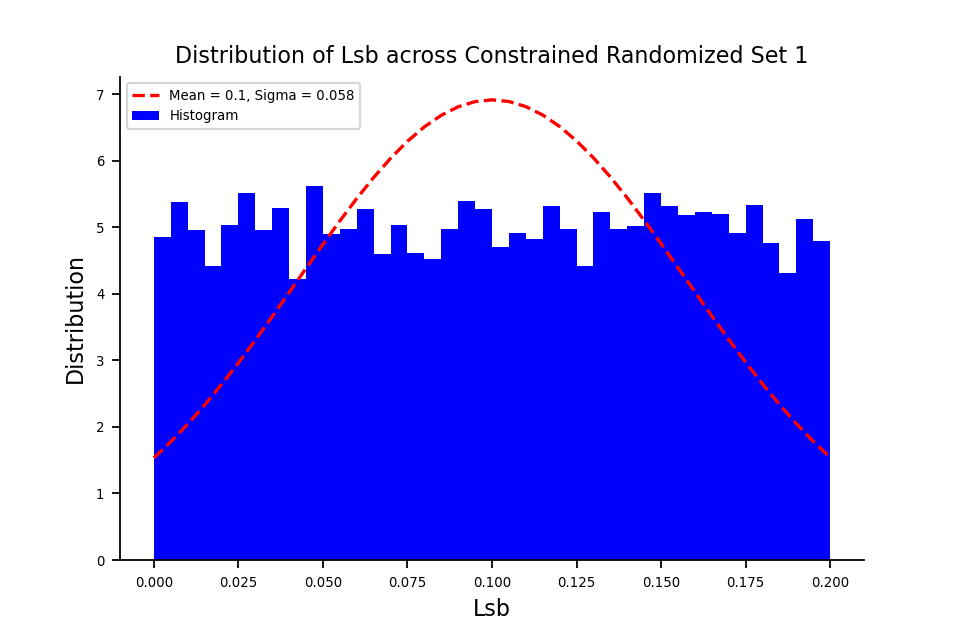 Distribution of Lsb across Constrained Randomized Set 1
Mean = 0.1, Sigma = 0.058
Histogram
7
6
5
4
3
2
1
0
Distribution
0.000 0.025 0.050 0.075 0.100 0.125 0.150 0.175 0.200
Lsb